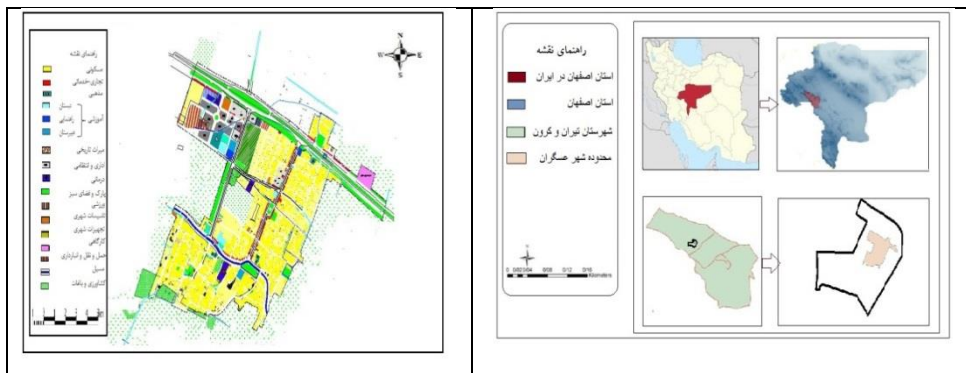 راهنمای نقشه
مسکونی
تجاری-خدماتی
مذهبی
دبستان
راهنمایی
آموزشی
دبیرستان
میراث تاریخی
اداری و انتظامی
درمانی
پارک و فضای سبز
ورزشی
تاسیسات شهری
تجهیزات شهری
کارگاهی
حمل و نقل و انبارداری
مسیل
کشاورزی و باغات
N
W
E
S
راهنمای نقشه
استان اصفهان در ایران
استان اصفهان
شهرستان تیران و کرون
محدوده شهر عسگران
Kilometers